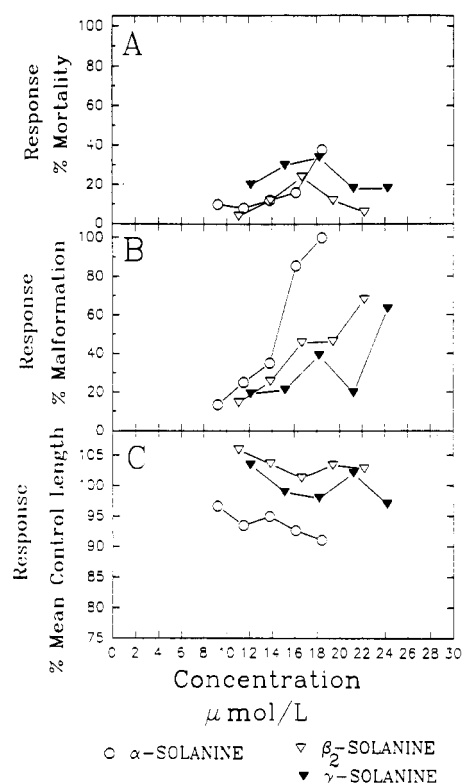 A
Response
% Mortality
100
80
60
40
20
0
B
Response
% Malformation
100
80
60
40
20
0
C
Response
% Mean Control Length
105
100
95
90
85
80
75
0 2 4 6 8 10 12 14 16 18 20 22 24 26 28 30
Concentration
μmol/L
○ α-SOLANINE ▽ β₂-SOLANINE
▼ γ-SOLANINE